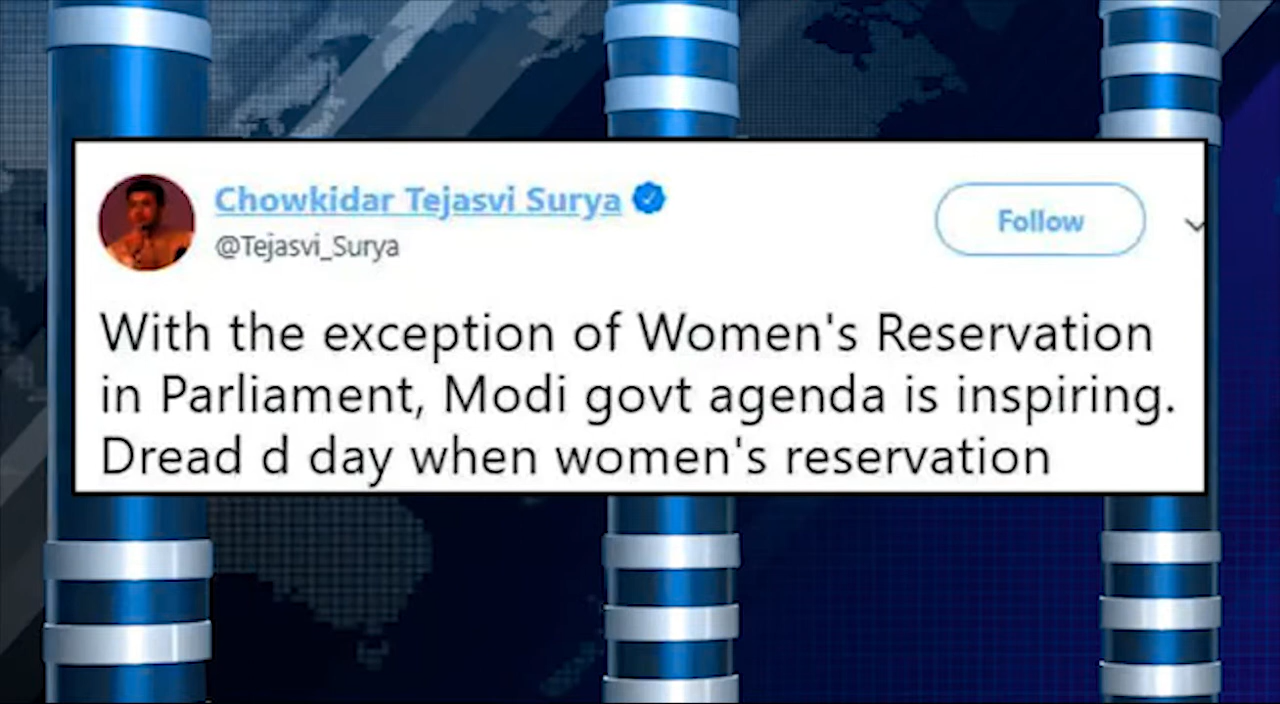 Chowkidar Tejasvi Surya
@Tejasvi_Surya
Follow
With the exception of Women's Reservation
in Parliament, Modi govt agenda is inspiring.
Dread d day when women's reservation